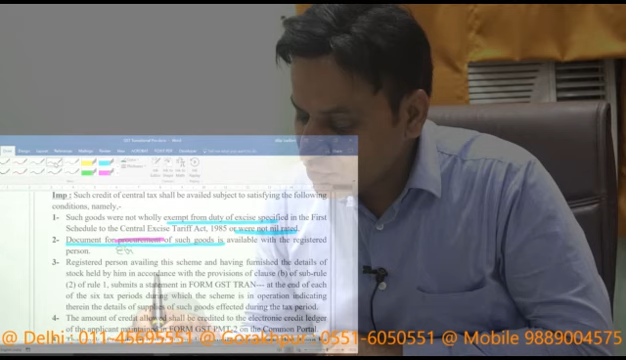 Imp : Such credit of central tax shall be availed subject to satisfying the following
conditions, namely,-
1- Such goods were not wholly exempt from duty of excise specified in the First
Schedule to the Central Excise Tariff Act, 1985 or were not nil rated.
2- Document for procurement of such goods is available with the registered
person.
3- Registered person availing this scheme and having furnished the details of
stock held by him in accordance with the provisions of clause (b) of sub-rule
(2) of rule 1, submits a statement in FORM GST TRAN--- at the end of each
of the six tax periods during which the scheme is in operation indicating
therein the details of supplies of such goods effected during the tax period.
4- The amount of credit allowed shall be credited to the electronic credit ledger
of the applicant maintained in FORM GST PMT-2 on the Common Portal.
@ Delhi : 011-45695551 @ Gorakhpur - 0551-6050551 @ Mobile 9889004575